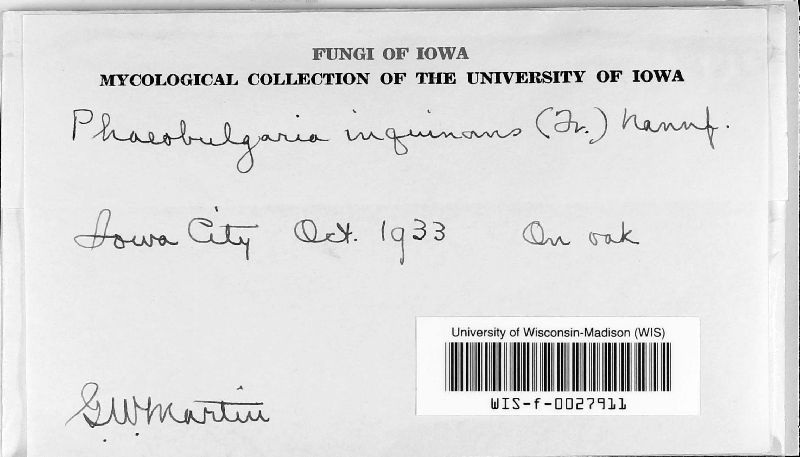 FUNGI OF IOWA
MYCOLOGICAL COLLECTION OF THE UNIVERSITY OF IOWA
Phaeobulgaria inquinans (Fr.) Nannf.
Iowa City Oct. 1933 On oak
University of Wisconsin-Madison (WIS)
WIS-f-0027911
G.W. Martin